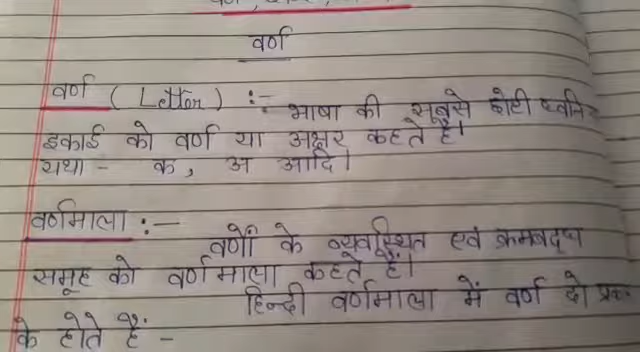 वर्ण
वर्ण (Letter) :-
भाषा की सबसे छोटी ध्वनि
इकाई को वर्ण या अक्षर कहते हैं।
यथा - क, अ आदि।
वर्णमाला :-
वर्णों के व्यवस्थित एवं क्रमबद्ध
समूह को वर्णमाला कहते हैं।
हिन्दी वर्णमाला में वर्ण दो प्रक
के होते हैं -